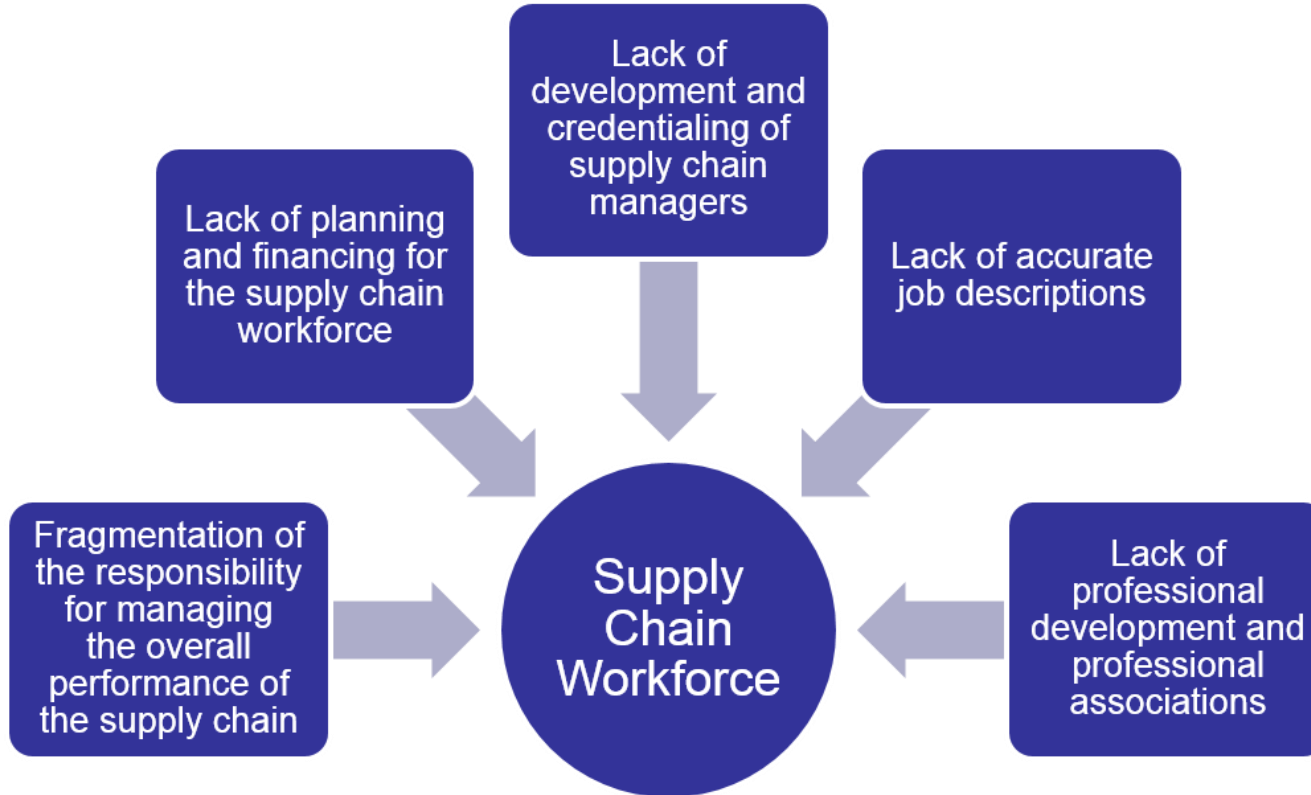 Lack of
development and
credentialing of
supply chain
managers
Lack of planning
and financing for
the supply chain
workforce
Lack of accurate
job descriptions
Fragmentation of
the responsibility
for managing
the overall
performance of
the supply chain
Supply
Chain
Workforce
Lack of
professional
development and
professional
associations